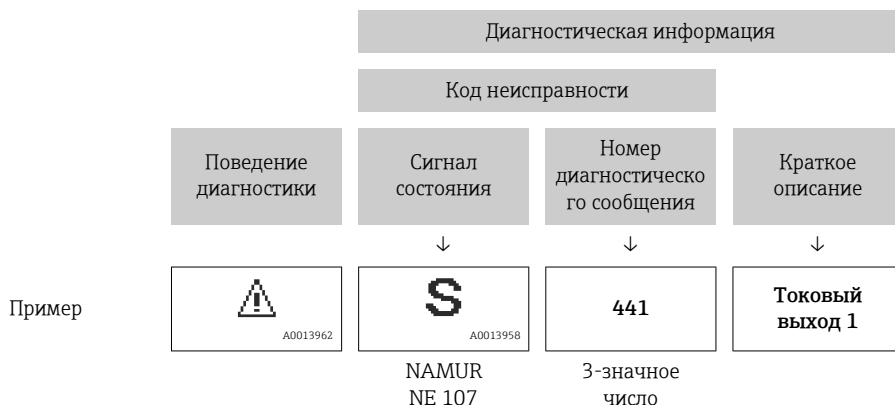 Диагностическая информация
Код неисправности
Поведение
диагностики
Сигнал
состояния
Номер
диагностическо
го сообщения
Краткое
описание
↓ ↓ ↓
Пример
A0013962
S
A0013958
441
Токовый
выход 1
NAMUR
NE 107
3-значное
число